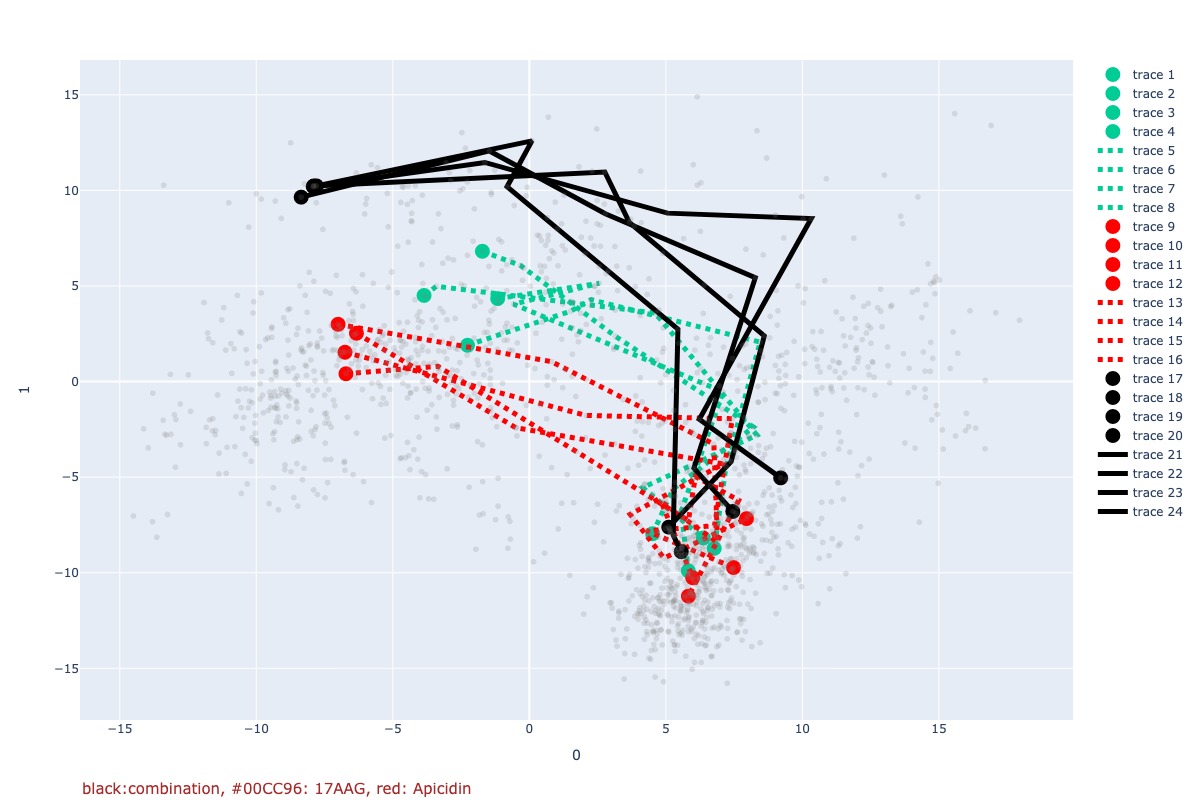 15
10
5
0
−5
−10
−15
1
−15
−10
−5
0
5
10
15
0
trace 1
trace 2
trace 3
trace 4
trace 5
trace 6
trace 7
trace 8
trace 9
trace 10
trace 11
trace 12
trace 13
trace 14
trace 15
trace 16
trace 17
trace 18
trace 19
trace 20
trace 21
trace 22
trace 23
trace 24
black:combination, #00CC96: 17AAG, red: Apicidin